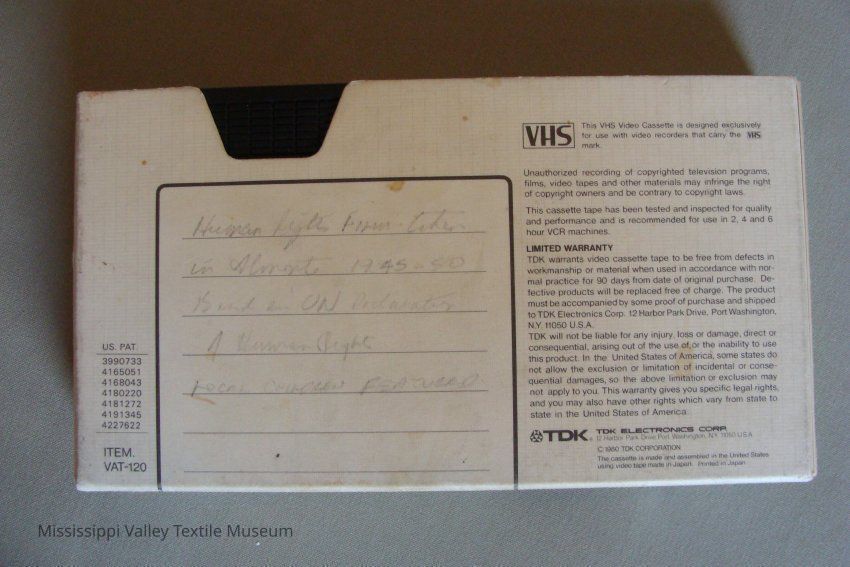 VHS
This VHS Video Cassette is designed exclusively
for use with video recorders that carry the VHS
mark.
Unauthorized recording of copyrighted television programs,
films, video tapes and other materials may infringe the right
of copyright owners and be contrary to copyright laws.
This cassette tape has been tested and inspected for quality
and performance and is recommended for use in 2, 4 and 6
hour VCR machines.
LIMITED WARRANTY
TDK warrants video cassette tape to be free from defects in
workmanship or material when used in accordance with nor-
mal practice for 90 days from date of original purchase. De-
fective products will be replaced free of charge. The product
must be accompanied by some proof of purchase and shipped
to TDK Electronics Corp. 12 Harbor Park Drive. Port Washington,
N.Y. 11050 U.S.A.
TDK will not be liable for any injury, loss or damage, direct or
consequential, arising out of the use of or the inability to use
this product. In the United States of America, some states do
not allow the exclusion or limitation of incidental or conse-
quential damages, so the above limitation or exclusion may
not apply to you. This warranty gives you specific legal rights,
and you may also have other rights which vary from state to
state in the United States of America.
TDK. TDK ELECTRONICS CORP.
12 Harbor Park Drive Port Washington, N.Y. 11050 U.S.A.
© 1980 TDK CORPORATION
The cassette is made and assembled in the United States
using video tape made in Japan. Printed in Japan
Human Rights
in Almonte 1945-50
on UN
Human Right
LOCAL CHILDREN FEATURED
US. PAT.
3990733
4165051
4168043
4180220
4181272
4191345
4227622
ITEM.
VAT-120
Mississippi Valley Textile Museum